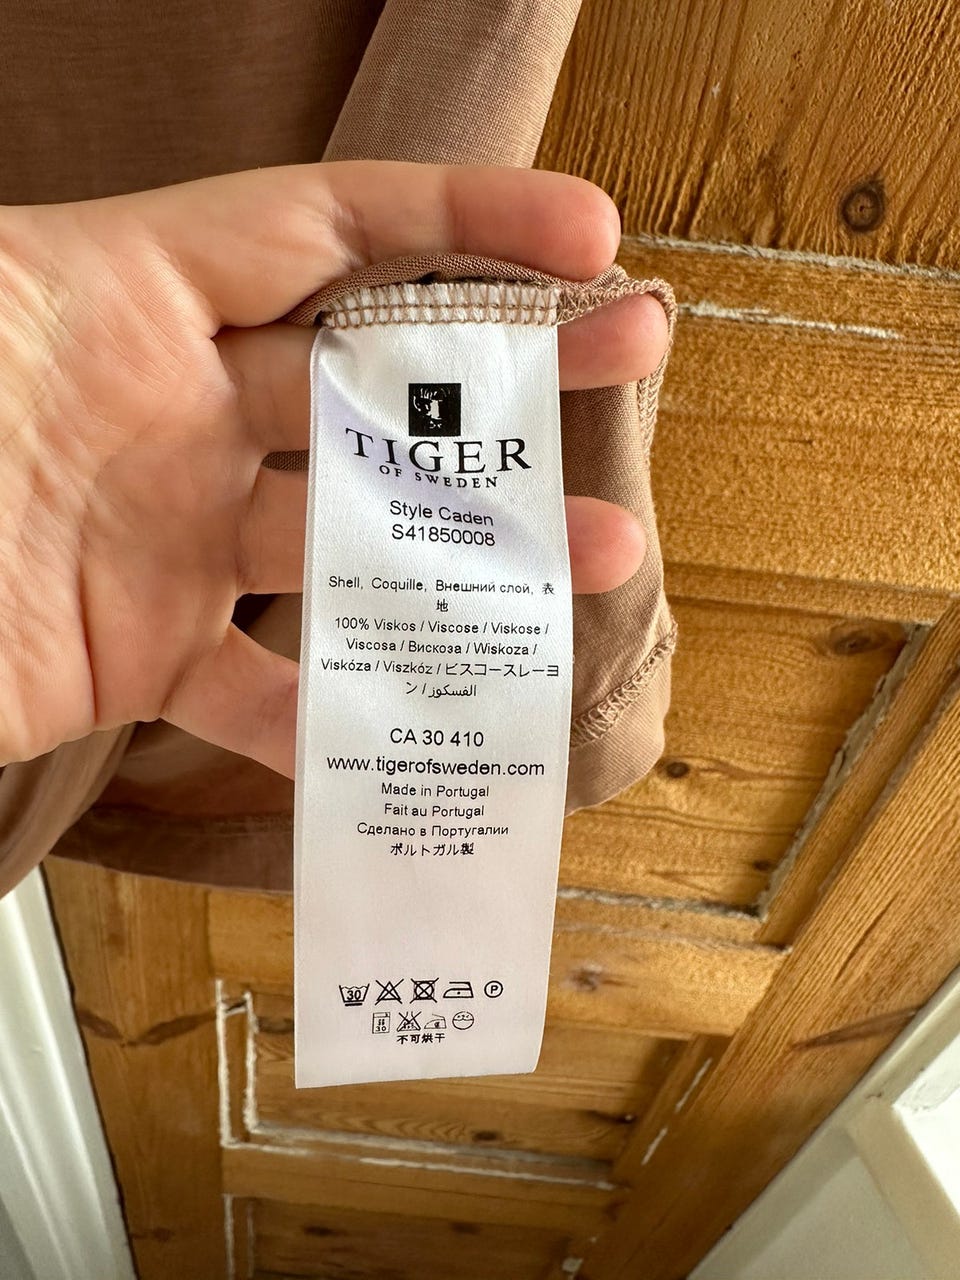 TIGER
OF SWEDEN
Style Caden
S41850008
Shell, Coquille, Внешний слой, 表
地
100% Viskos / Viscose / Viskose /
Viscosa / Вискоза / Wiskoza /
Viskóza / Viszkóz / ビスコースレーヨ
ン / الفسكوز
CA 30 410
www.tigerofsweden.com
Made in Portugal
Fait au Portugal
Сделано в Португалии
ポルトガル製
30 P
30
不可烘干